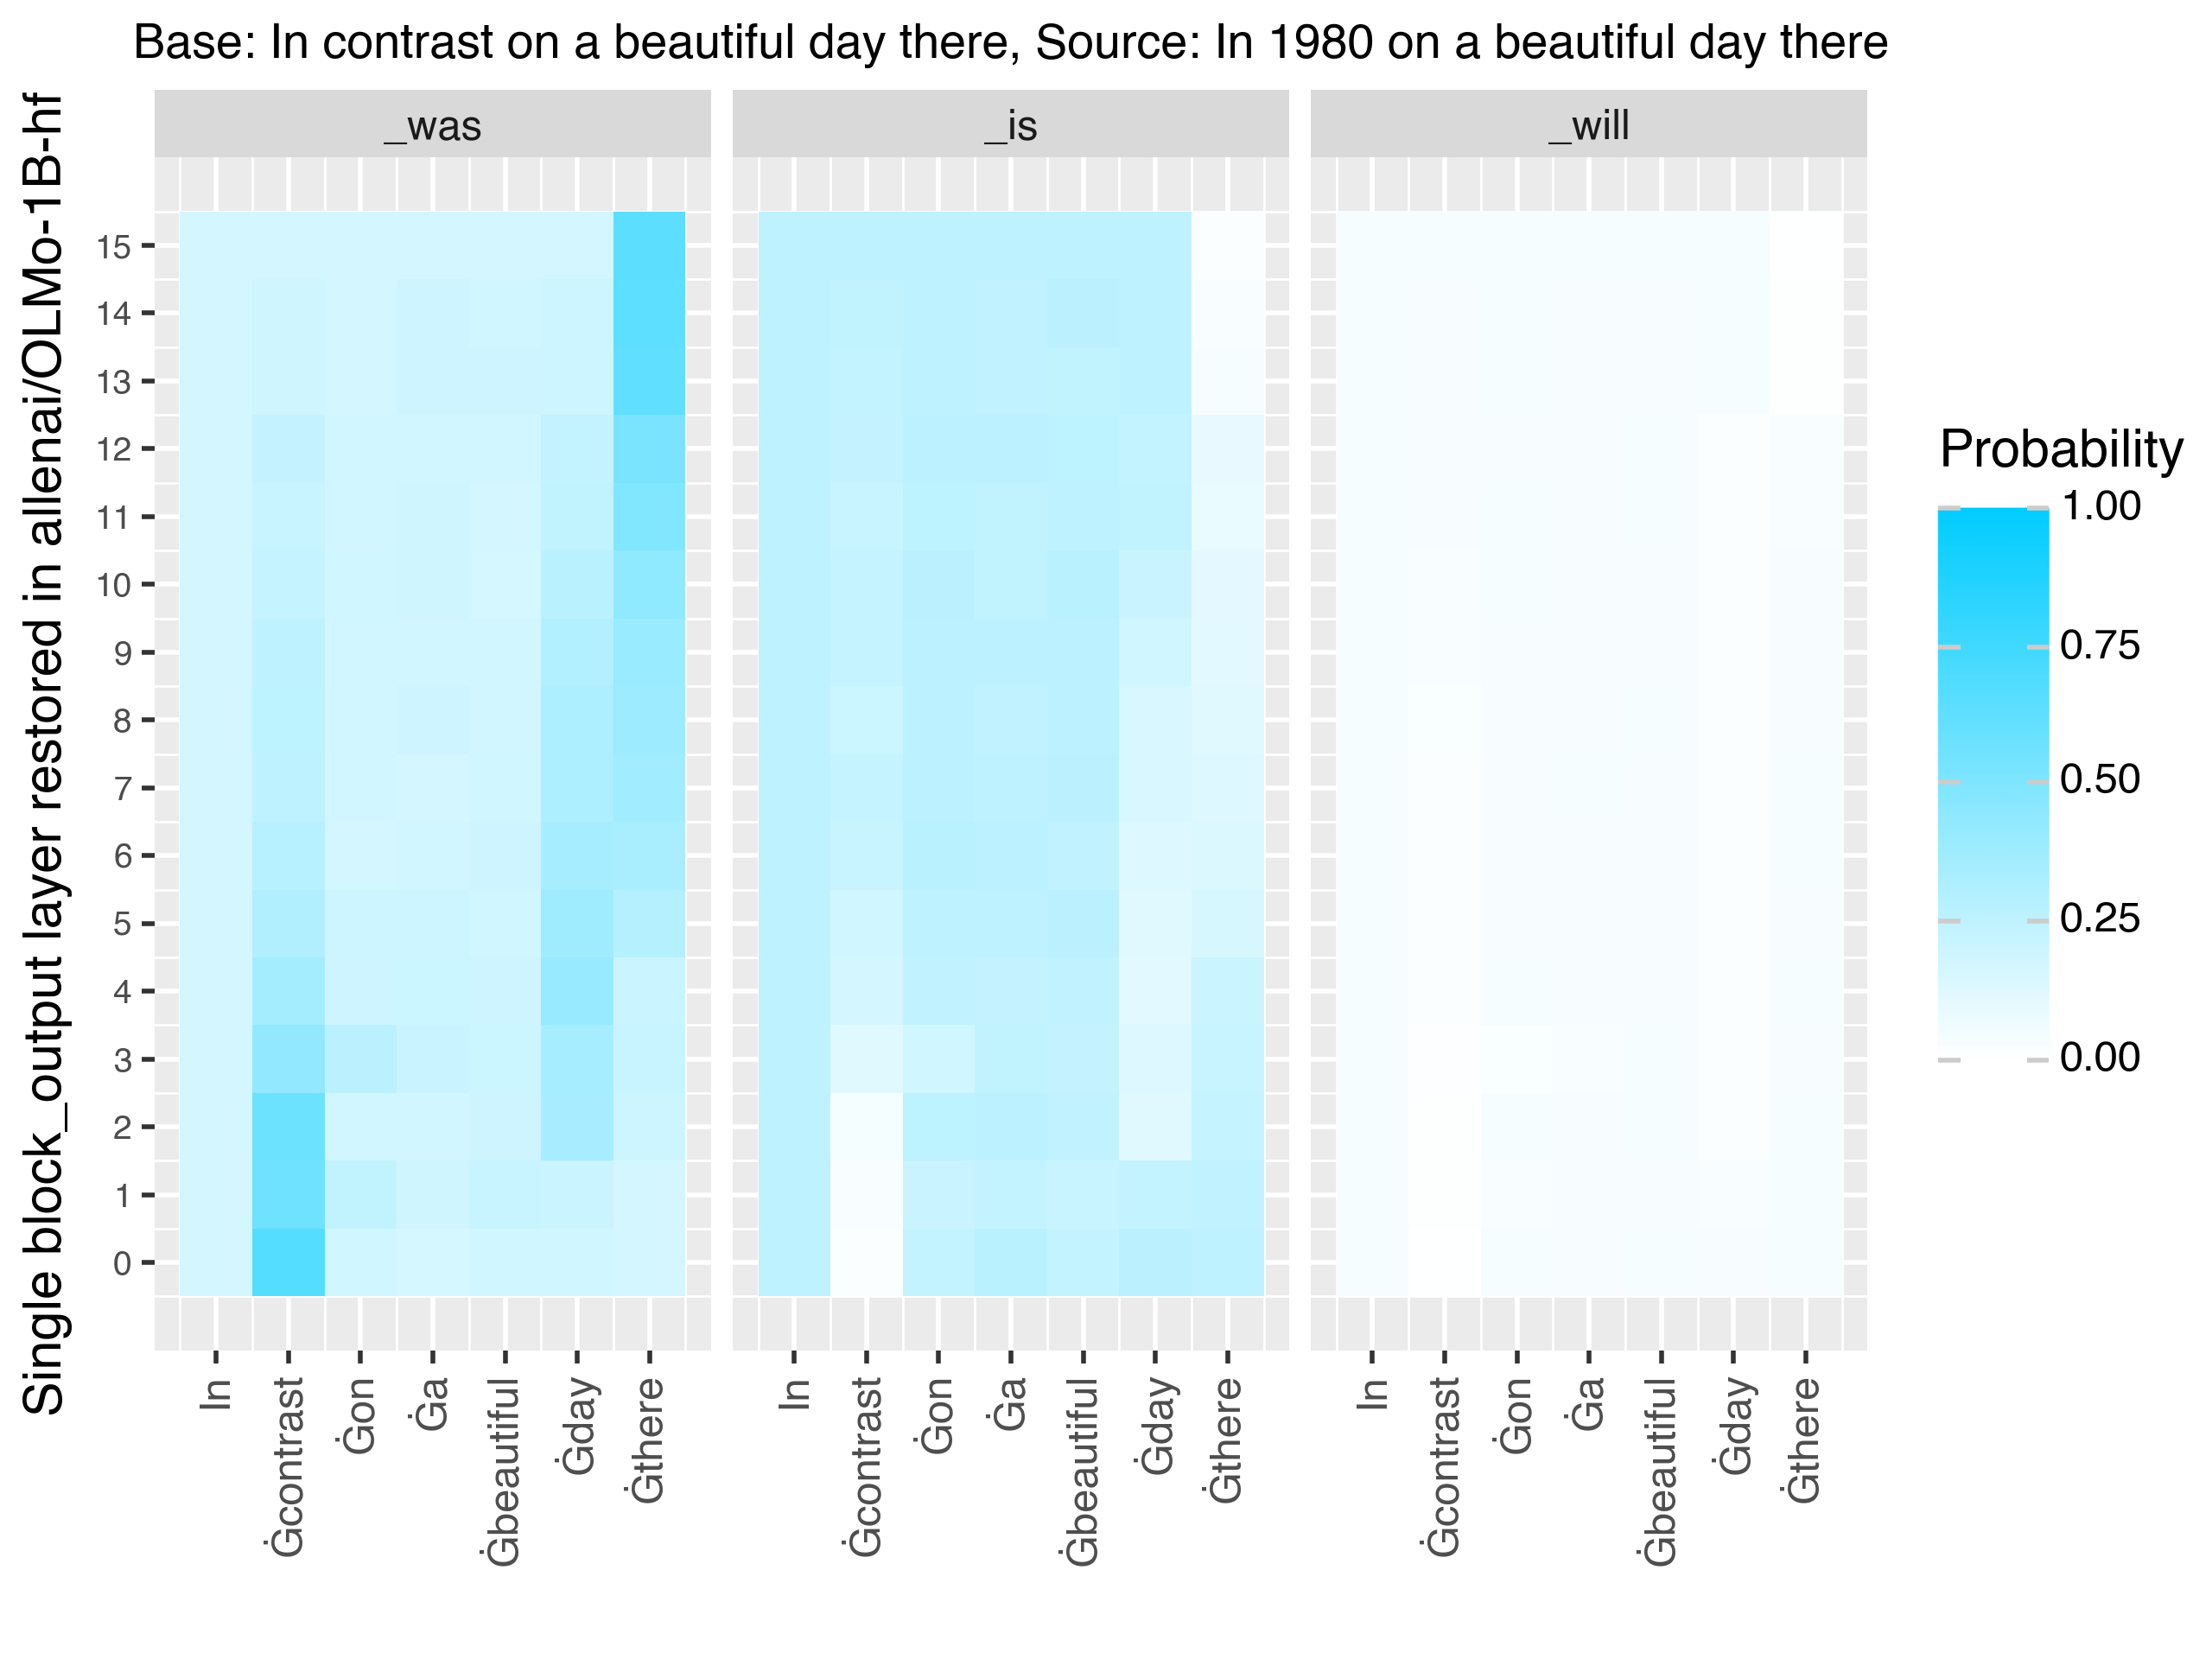 Base: In contrast on a beautiful day there, Source: In 1980 on a beautiful day there
Single block_output layer restored in allenai/OLMo-1B-hf
_was
_is
_will
15
14
13
12
11
10
9
8
7
6
5
4
3
2
1
0
In
Ġcontrast
Ġon
Ġa
Ġbeautiful
Ġday
Ġthere
In
Ġcontrast
Ġon
Ġa
Ġbeautiful
Ġday
Ġthere
In
Ġcontrast
Ġon
Ġa
Ġbeautiful
Ġday
Ġthere
Probability
1.00
0.75
0.50
0.25
0.00